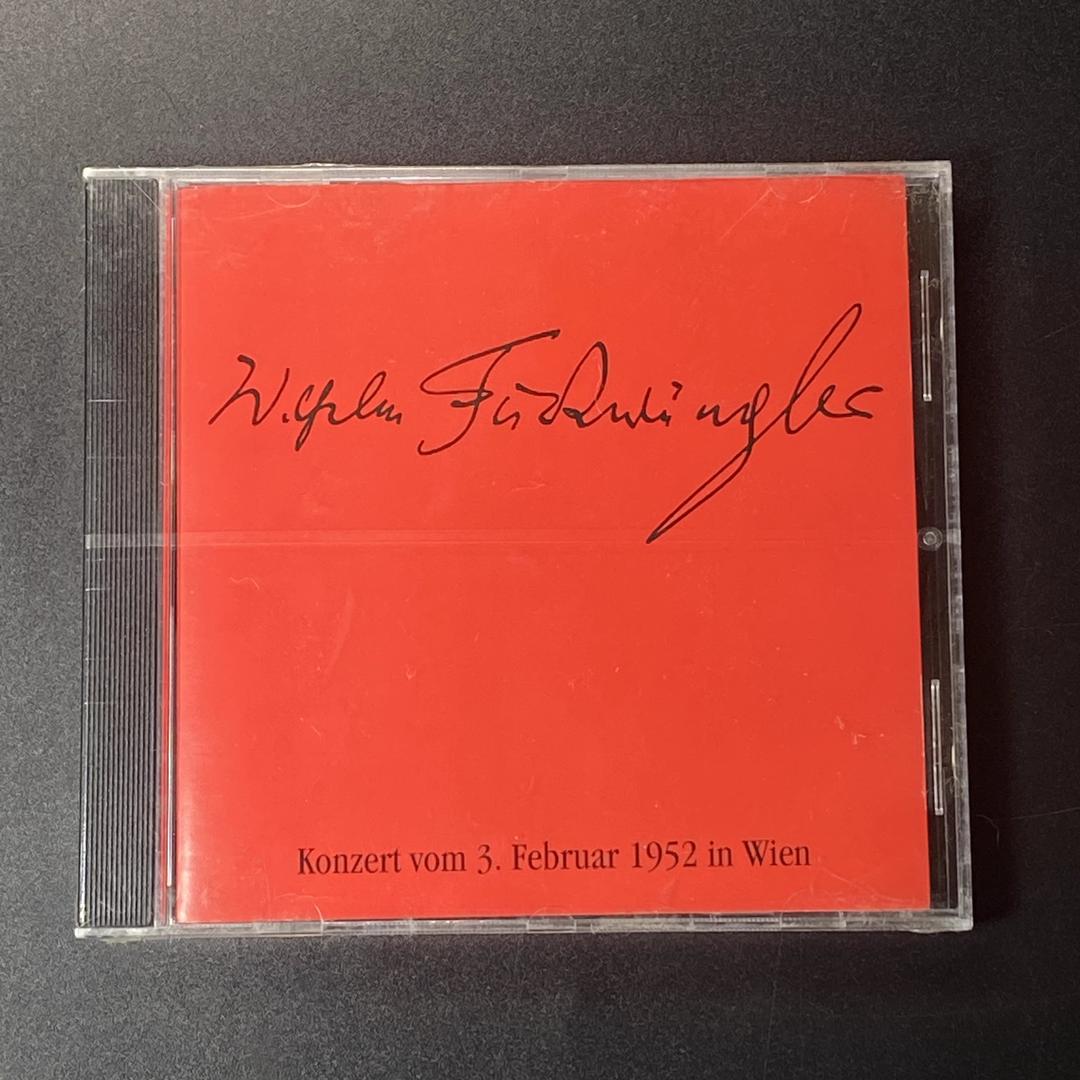 Wilhelm Furtwängler
Konzert vom 3. Februar 1952 in Wien